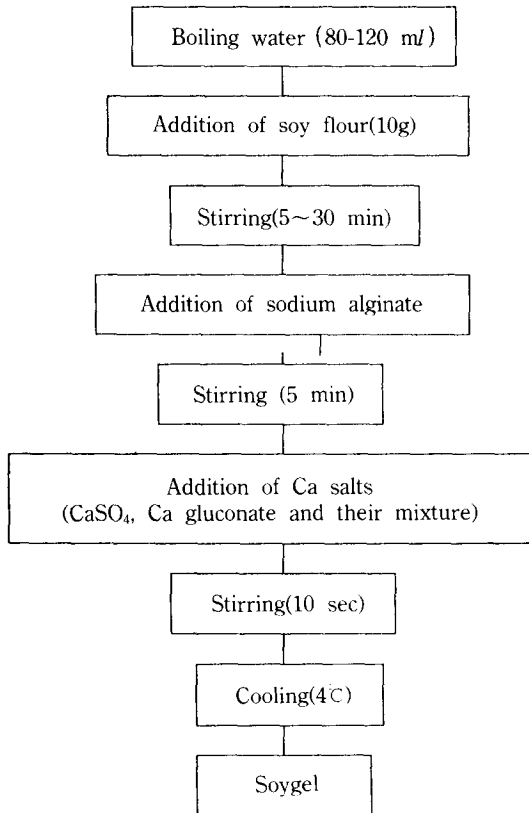 Boiling water (80-120 ml)
Addition of soy flour(10g)
Stirring(5~30 min)
Addition of sodium alginate
Stirring (5 min)
Addition of Ca salts
(CaSO₄, Ca gluconate and their mixture)
Stirring(10 sec)
Cooling(4℃)
Soygel